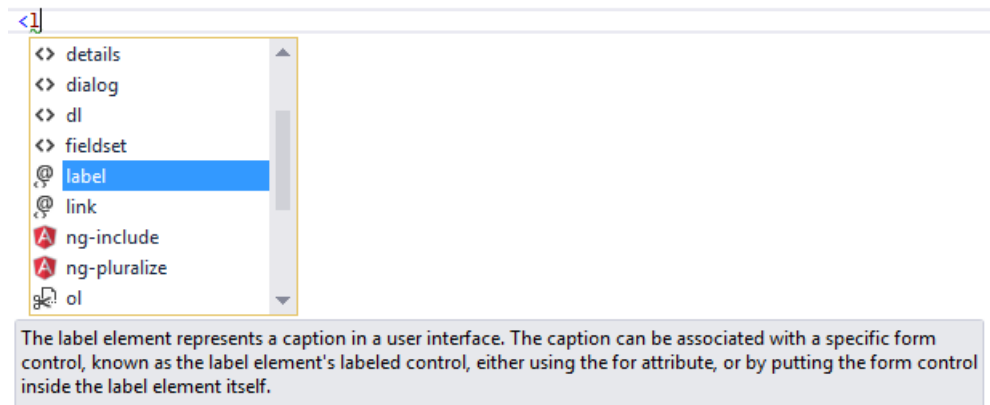 <l
<> details
<> dialog
<> dl
<> fieldset
@ label
@ link
A ng-include
A ng-pluralize
ol
The label element represents a caption in a user interface. The caption can be associated with a specific form
control, known as the label element's labeled control, either using the for attribute, or by putting the form control
inside the label element itself.